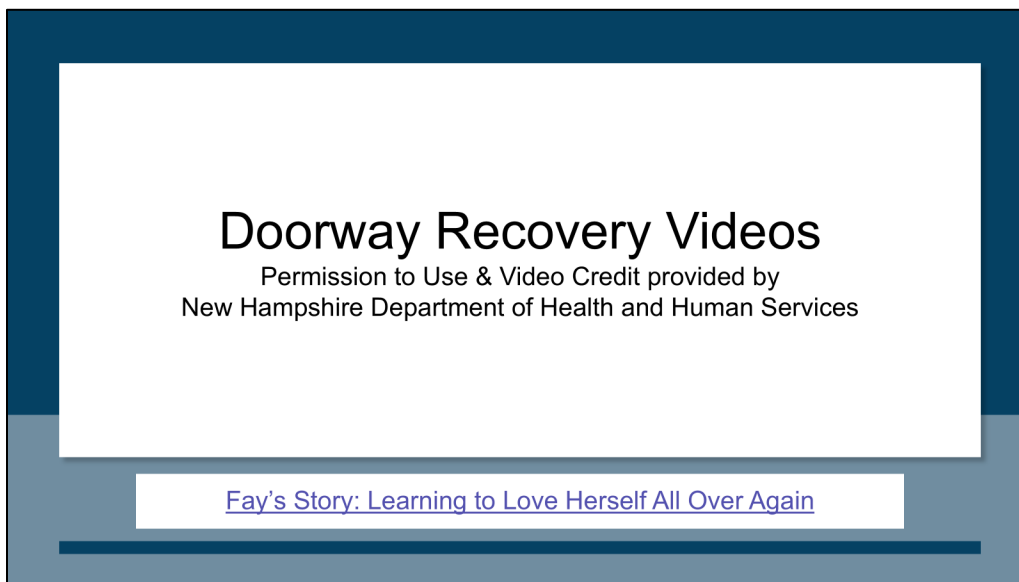 Doorway Recovery Videos
Permission to Use & Video Credit provided by
New Hampshire Department of Health and Human Services
Fay’s Story: Learning to Love Herself All Over Again